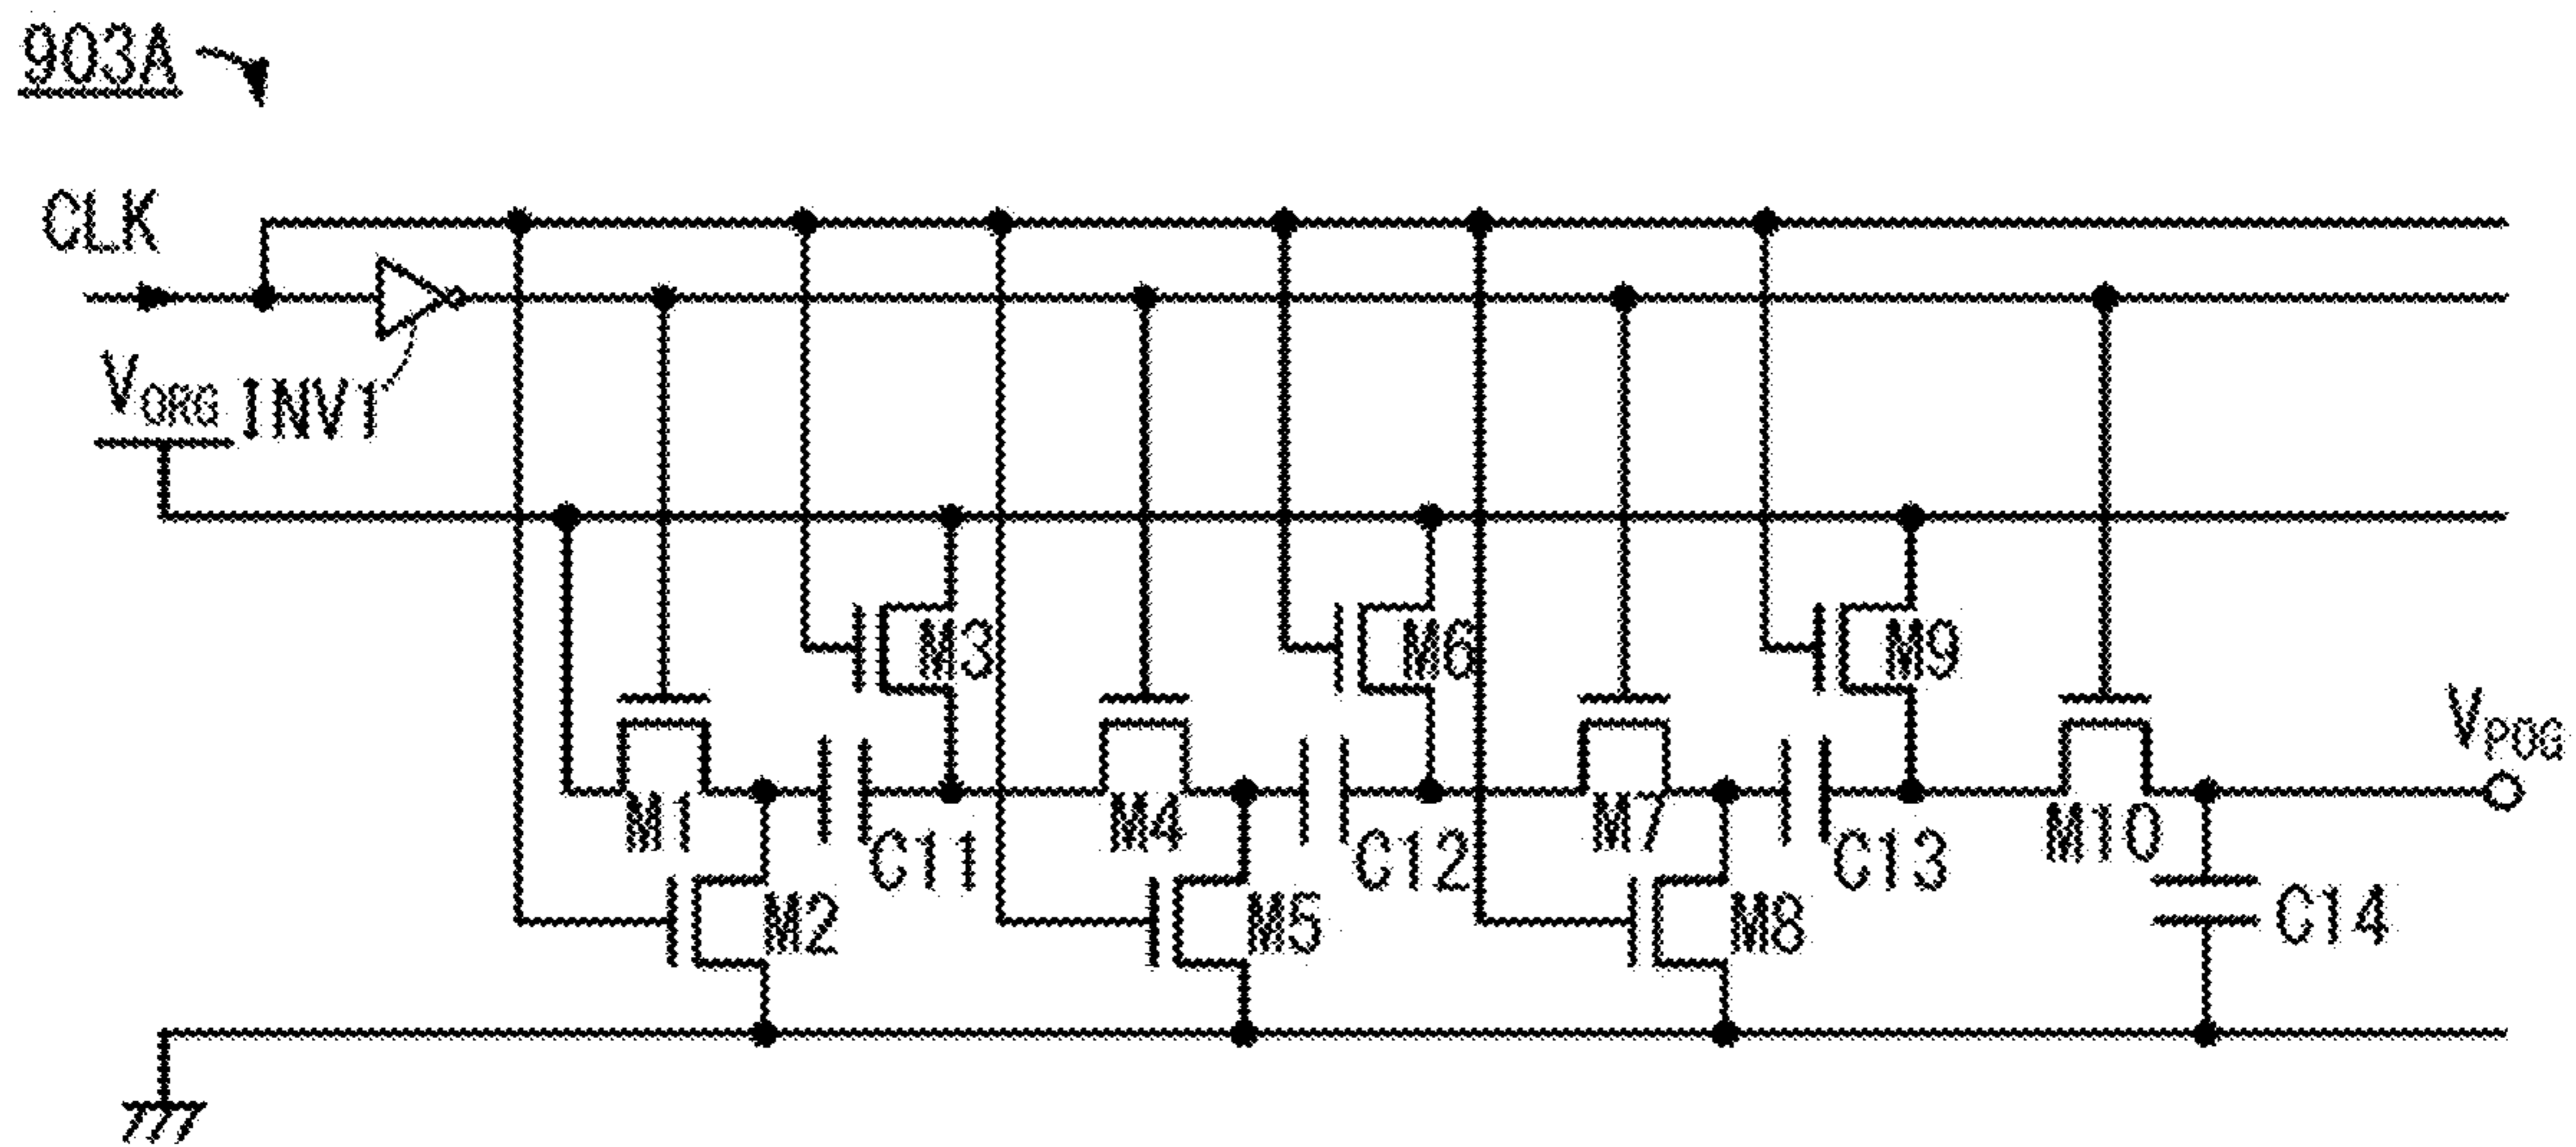 903A
CLK
VORG INV1
M3 M6 M9
VPOG
M1 M4 M7 M10
C11 C12 C13
M2 M5 M8 C14